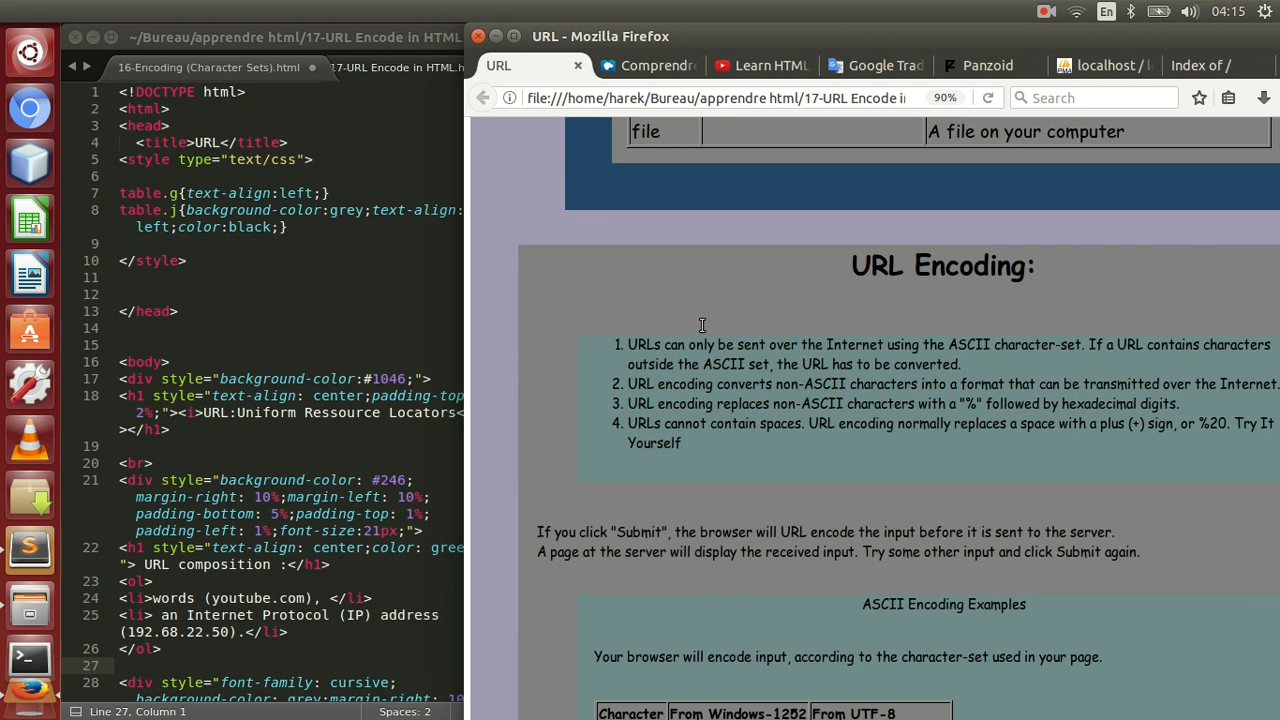 En
04:15
~/Bureau/apprendre html/17-URL Encode in HTML
16-Encoding (Character Sets).html
17-URL Encode in HTML.h
1 <!DOCTYPE html>
2 <html>
3 <head>
4 <title>URL</title>
5 <style type="text/css">
6
7 table.g{text-align:left;}
8 table.j{background-color:grey;text-align:
left;color:black;}
9
10 </style>
11
12
13 </head>
14
15
16 <body>
17 <div style="background-color:#1046;">
18 <h1 style="text-align: center;padding-top
2%;"><i>URL:Uniform Ressource Locators<
></h1>
19
20 <br>
21 <div style="background-color: #246;
margin-right: 10%;margin-left: 10%;
padding-bottom: 5%;padding-top: 1%;
padding-left: 1%;font-size:21px;">
22 <h1 style="text-align: center;color: gree
"> URL composition :</h1>
23 <ol>
24 <li>words (youtube.com), </li>
25 <li> an Internet Protocol (IP) address
(192.68.22.50).</li>
26 </ol>
27
28 <div style="font-family: cursive;
background-color: grey;margin-right: 10
Line 27, Column 1
Spaces: 2
URL - Mozilla Firefox
URL
Comprendre
Learn HTML
Google Trad
Panzoid
localhost / l
Index of /
file:///home/harek/Bureau/apprendre html/17-URL Encode in
90%
Search
file
A file on your computer
URL Encoding:
1. URLs can only be sent over the Internet using the ASCII character-set. If a URL contains characters
outside the ASCII set, the URL has to be converted.
2. URL encoding converts non-ASCII characters into a format that can be transmitted over the Internet.
3. URL encoding replaces non-ASCII characters with a "%" followed by hexadecimal digits.
4. URLs cannot contain spaces. URL encoding normally replaces a space with a plus (+) sign, or %20. Try It
Yourself
If you click "Submit", the browser will URL encode the input before it is sent to the server.
A page at the server will display the received input. Try some other input and click Submit again.
ASCII Encoding Examples
Your browser will encode input, according to the character-set used in your page.
Character From Windows-1252 From UTF-8